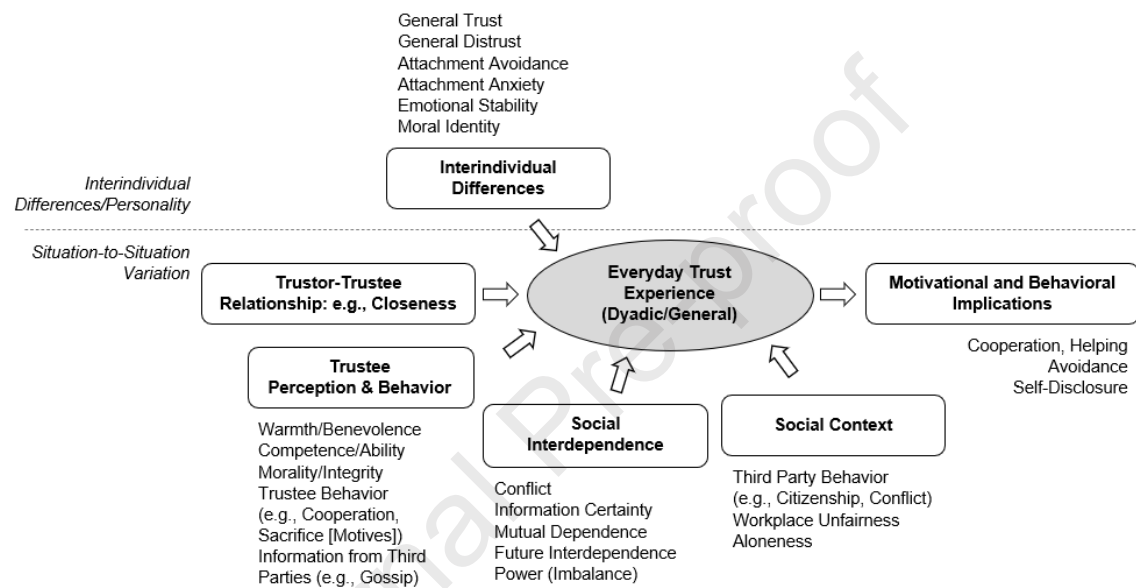 General Trust
General Distrust
Attachment Avoidance
Attachment Anxiety
Emotional Stability
Moral Identity
Interindividual
Differences
Interindividual
Differences/Personality
Situation-to-Situation
Variation
Trustor-Trustee
Relationship: e.g., Closeness
Everyday Trust
Experience
(Dyadic/General)
Motivational and Behavioral
Implications
Cooperation, Helping
Avoidance
Self-Disclosure
Trustee
Perception & Behavior
Warmth/Benevolence
Competence/Ability
Morality/Integrity
Trustee Behavior
(e.g., Cooperation,
Sacrifice [Motives])
Information from Third
Parties (e.g., Gossip)
Social
Interdependence
Conflict
Information Certainty
Mutual Dependence
Future Interdependence
Power (Imbalance)
Social Context
Third Party Behavior
(e.g., Citizenship, Conflict)
Workplace Unfairness
Aloneness
nal Pre-proof